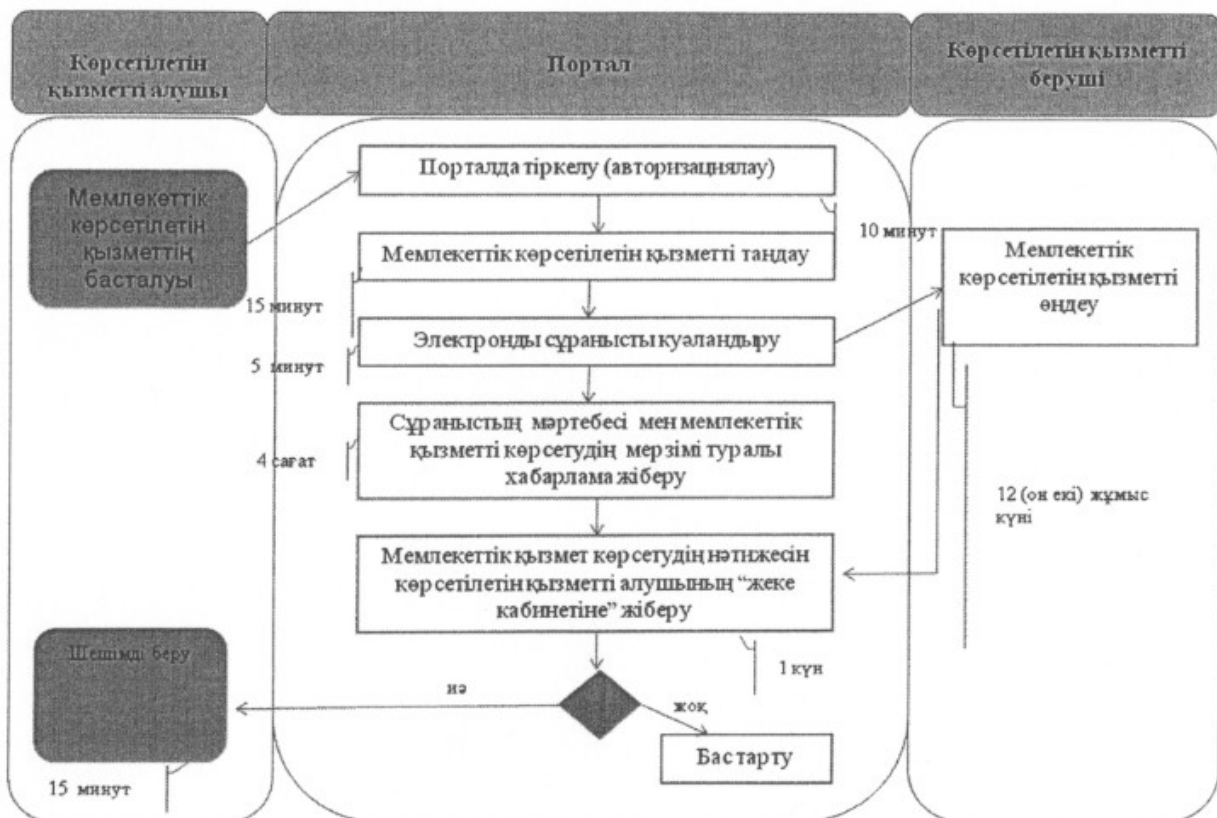 Көрсетілетін
қызметті алушы
Портал
Көрсетілетін қызметті
беруші
Мемлекеттік
көрсетілетін
қызметтің
басталуы
Порталда тіркелу (авторизациялау)
10 минут
Мемлекеттік көрсетілетін қызметті таңдау
15 минут
Электронды сұранысты куәландыру
5 минут
Мемлекеттік
көрсетілетін қызметті
өңдеу
12 (он екі) жұмыс
күні
Сұраныстың мәртебесі мен мемлекеттік
қызметті көрсетудің мерзімі туралы
хабарлама жіберу
4 сағат
Мемлекеттік қызмет көрсетудің нәтижесін
көрсетілетін қызметті алушының “жеке
кабинетіне” жіберу
1 күн
иә
жоқ
Бас тарту
Шешімді беру
15 минут